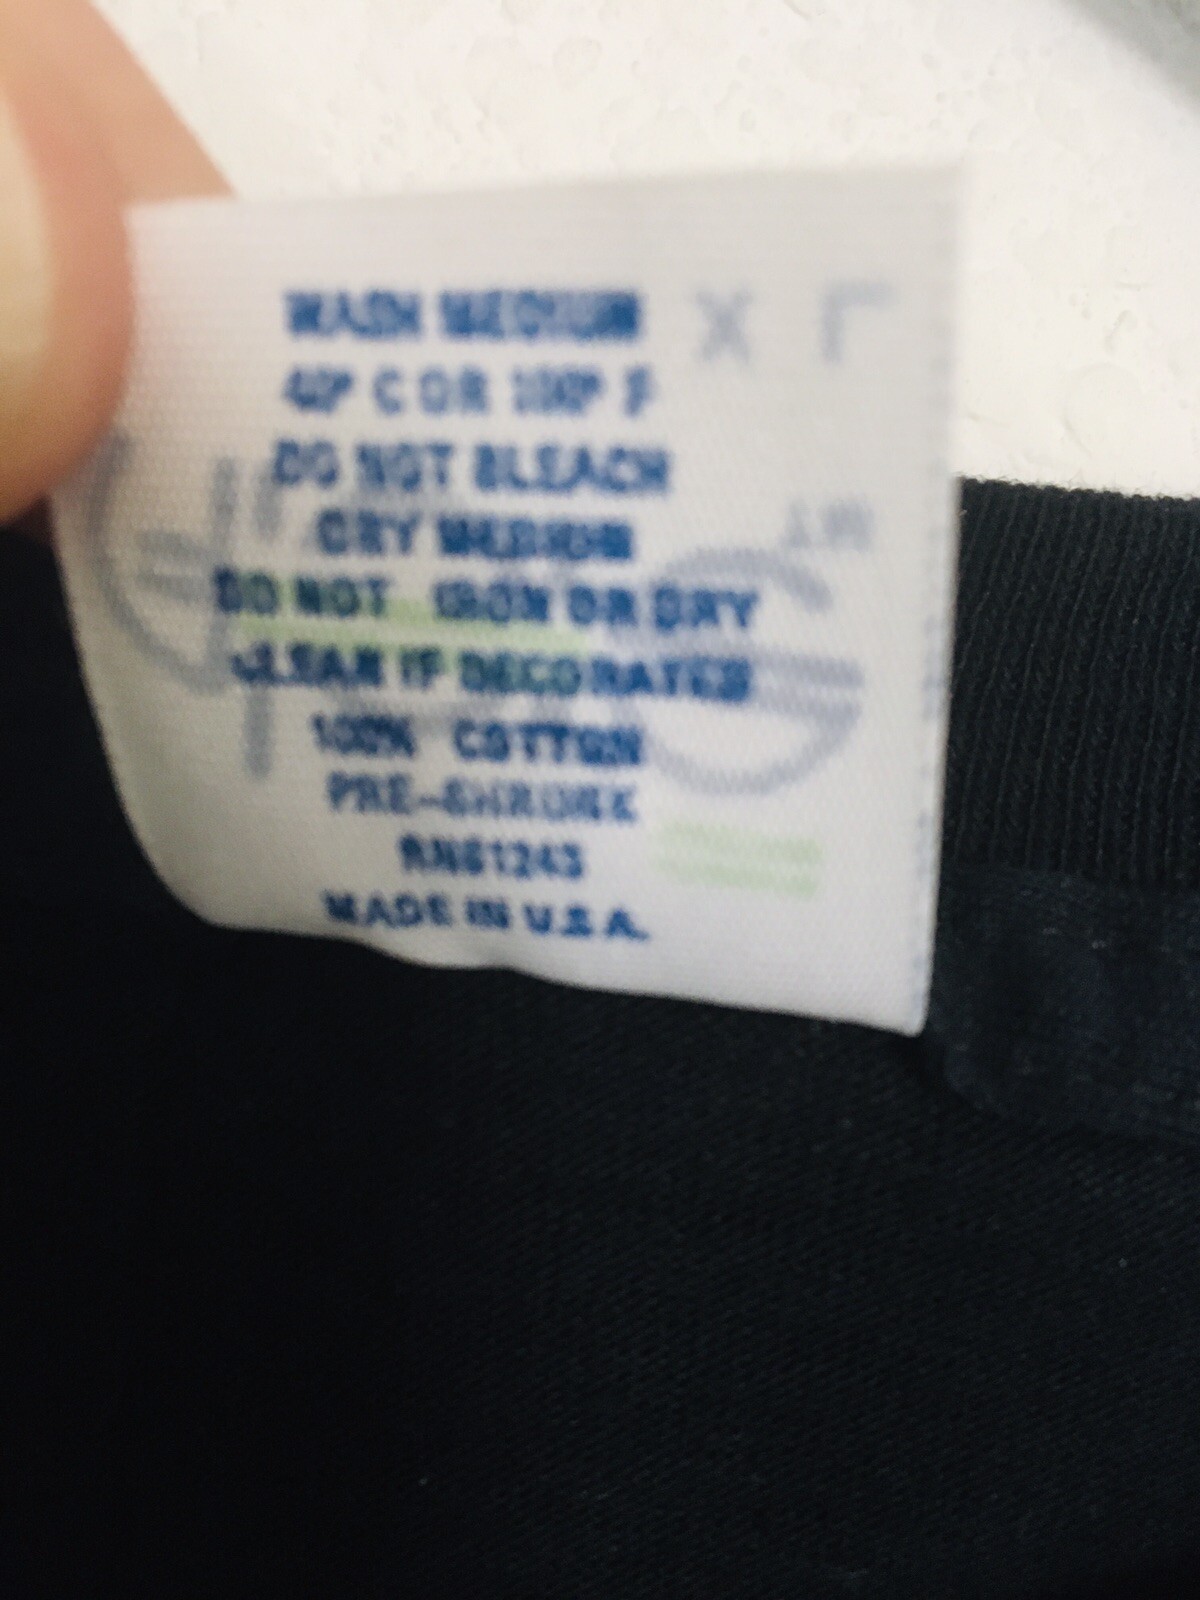 WASH MEDIUM
40° C OR 100° F
DO NOT BLEACH
DRY MEDIUM
DO NOT IRON OR DRY
CLEAN IF DECORATED
100% COTTON
PRE-SHRUNK
RN61243
MADE IN U.S.A.